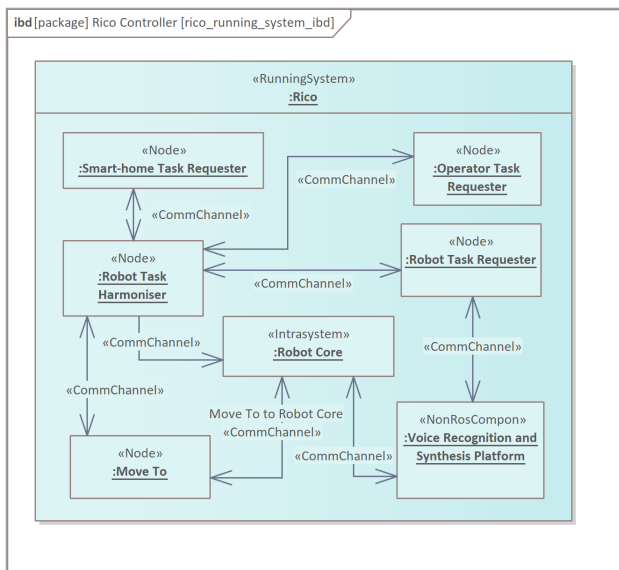 ibd [package] Rico Controller [rico_running_system_ibd]
«RunningSystem»
:Rico
«Node»
:Smart-home Task Requester
«Node»
:Operator Task
Requester
«CommChannel»
«CommChannel»
«Node»
:Robot Task
Harmoniser
«Node»
:Robot Task Requester
«CommChannel»
«CommChannel»
«Intrasystem»
:Robot Core
«CommChannel»
«CommChannel»
Move To to Robot Core
«CommChannel»
«NonRosCompon»
:Voice Recognition and
Synthesis Platform
«Node»
:Move To
«CommChannel»